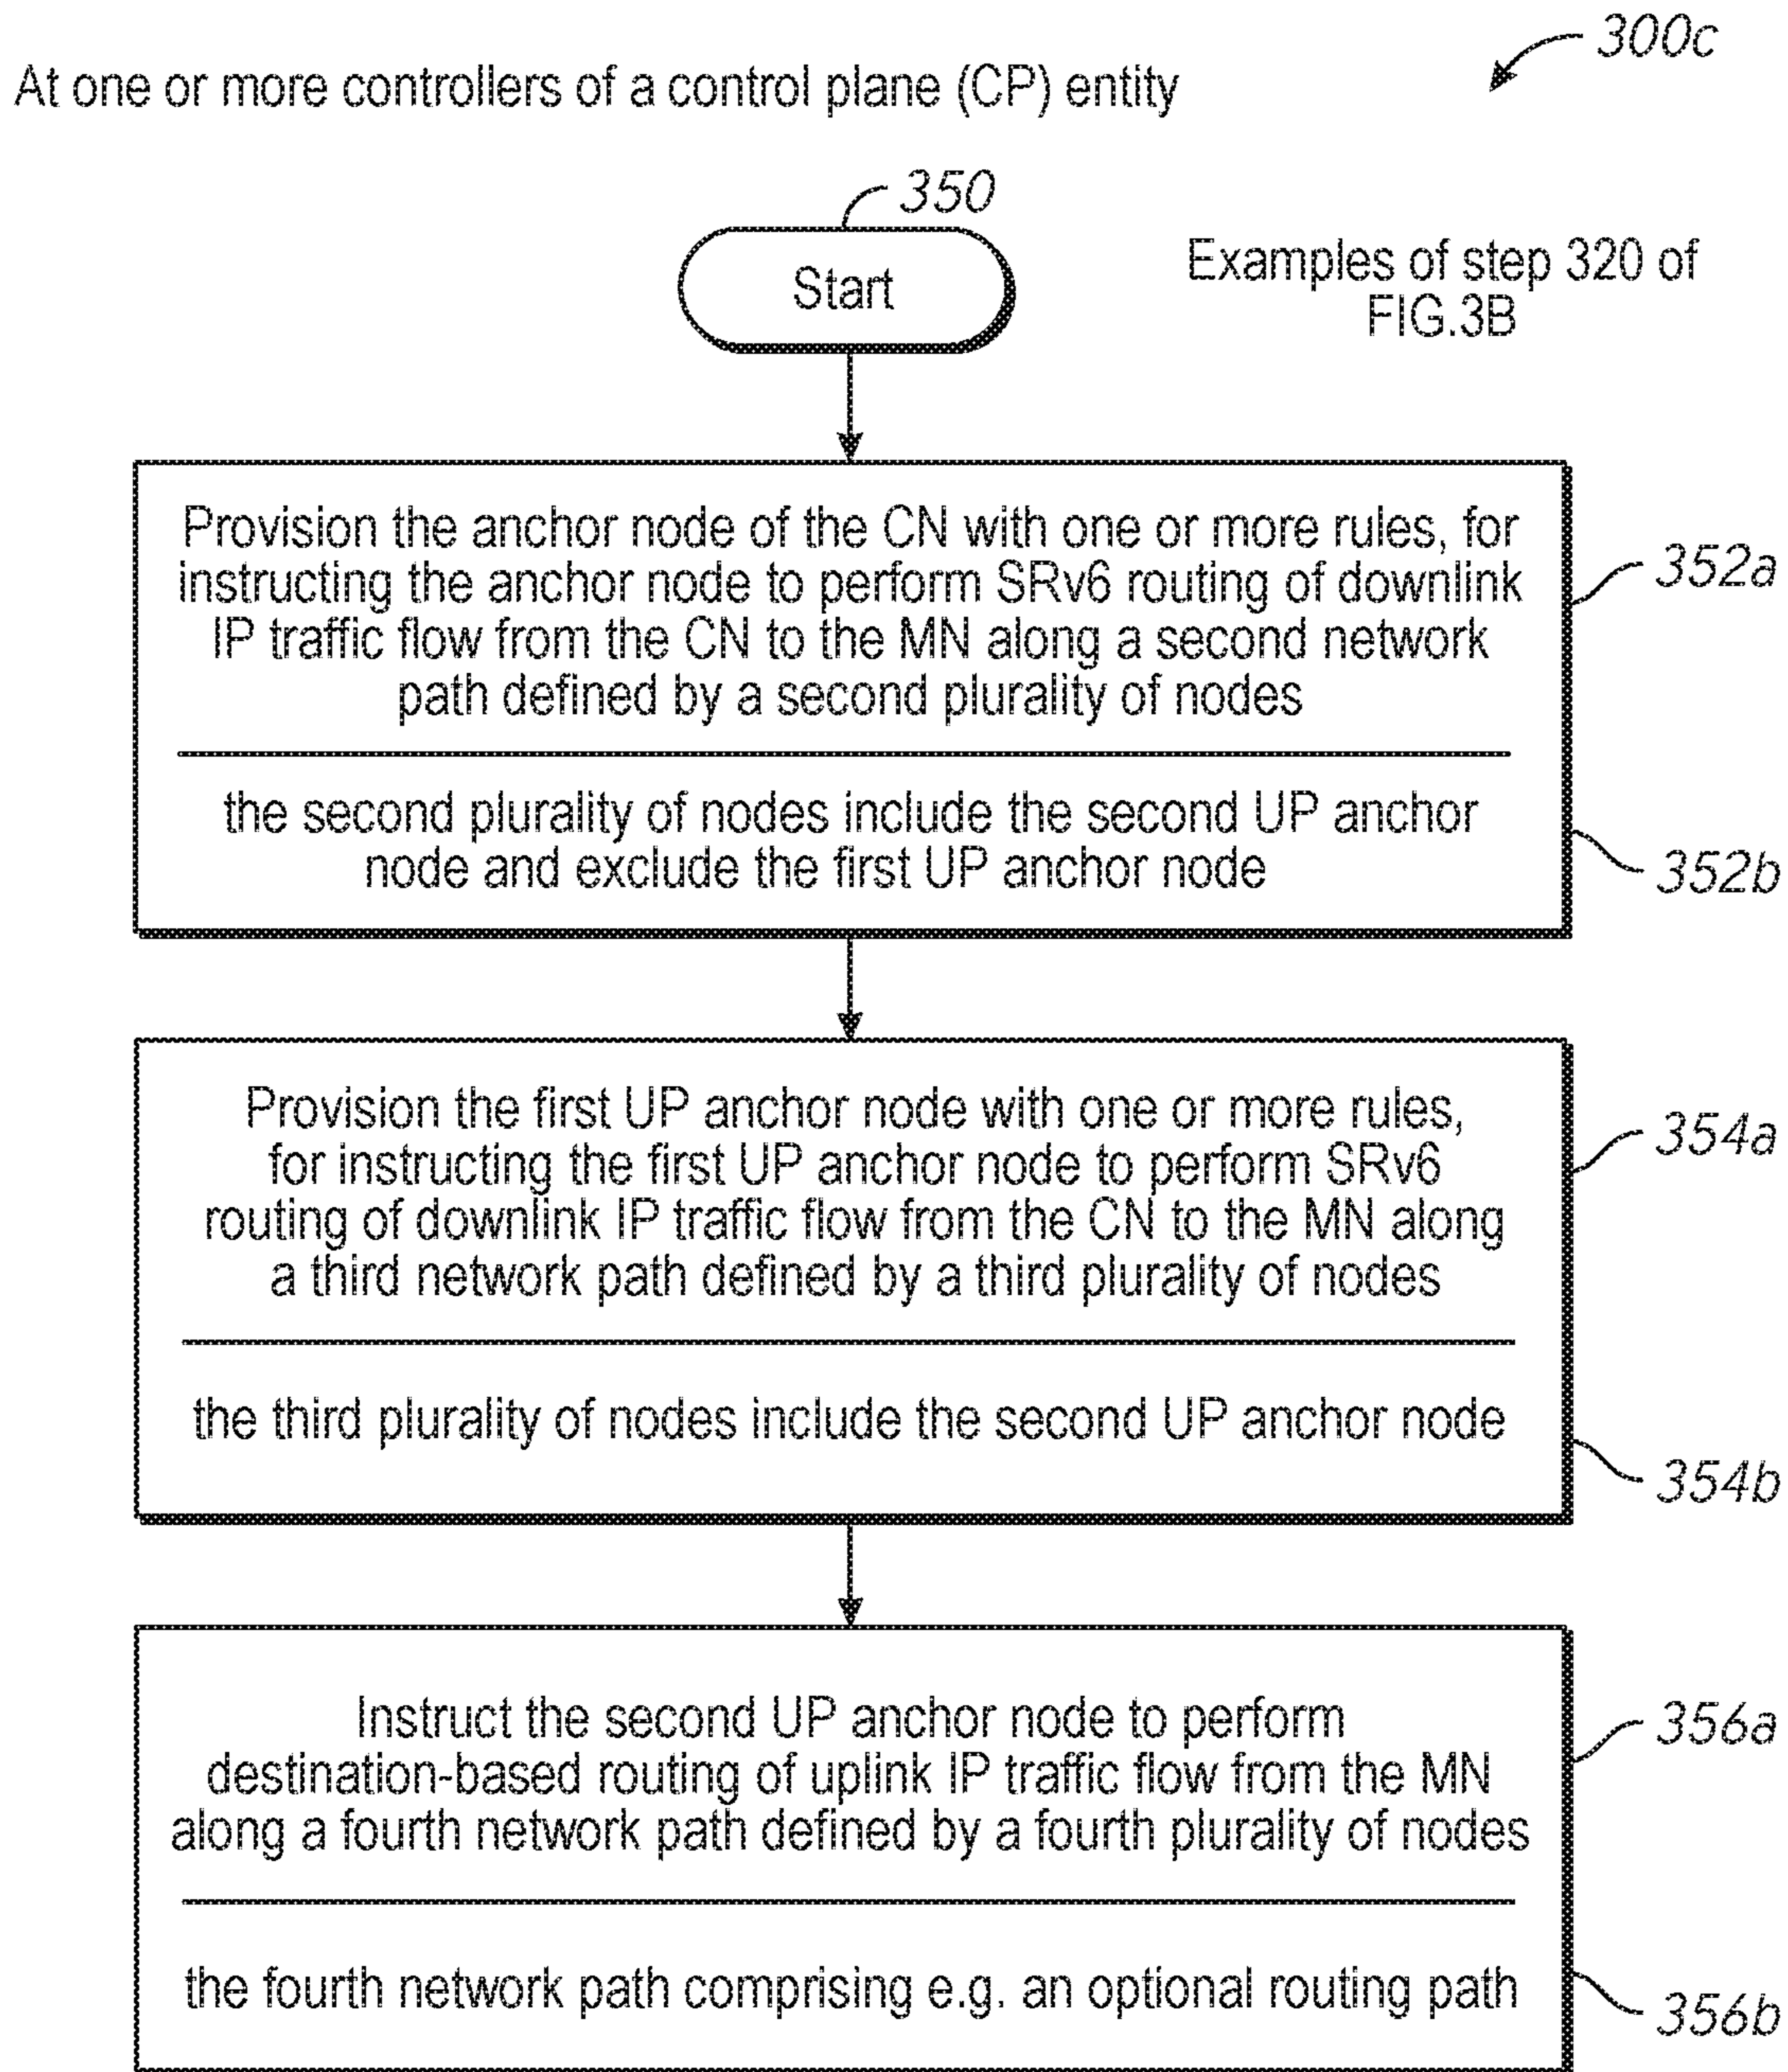 300c
At one or more controllers of a control plane (CP) entity
350
Start
Examples of step 320 of
FIG.3B
Provision the anchor node of the CN with one or more rules, for
instructing the anchor node to perform SRv6 routing of downlink
IP traffic flow from the CN to the MN along a second network
path defined by a second plurality of nodes
352a
the second plurality of nodes include the second UP anchor
node and exclude the first UP anchor node
352b
Provision the first UP anchor node with one or more rules,
for instructing the first UP anchor node to perform SRv6
routing of downlink IP traffic flow from the CN to the MN along
a third network path defined by a third plurality of nodes
354a
the third plurality of nodes include the second UP anchor node
354b
Instruct the second UP anchor node to perform
destination-based routing of uplink IP traffic flow from the MN
along a fourth network path defined by a fourth plurality of nodes
356a
the fourth network path comprising e.g. an optional routing path
356b